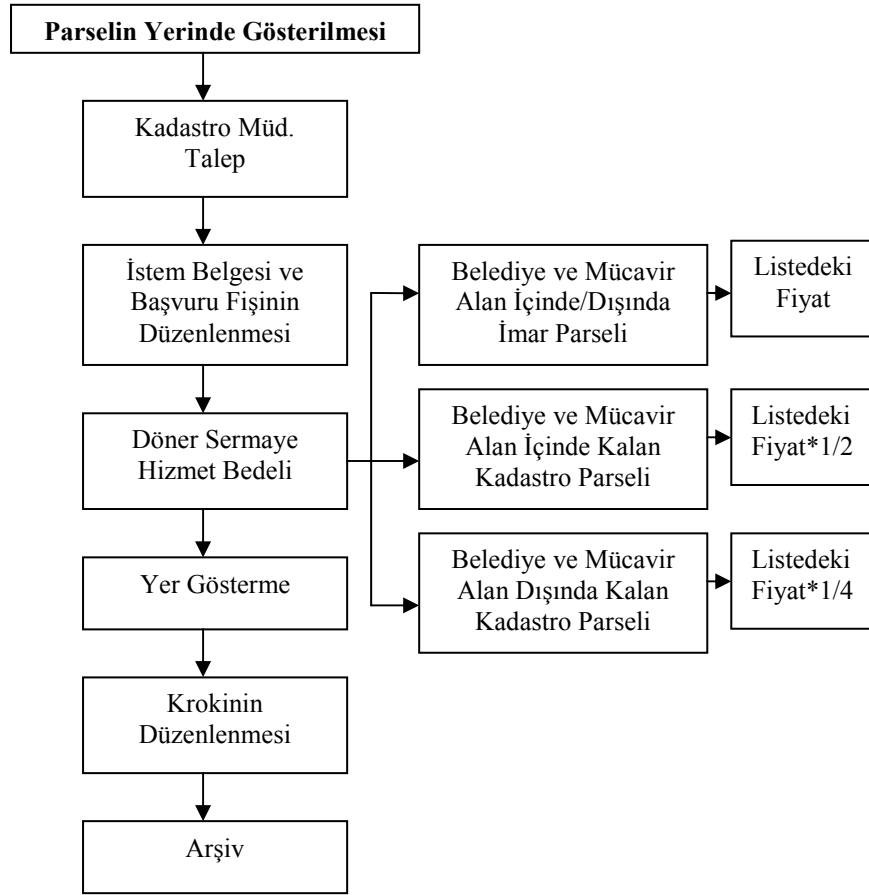 Parselin Yerinde Gösterilmesi
Kadastro Müd.
Talep
İstem Belgesi ve
Başvuru Fişinin
Düzenlenmesi
Belediye ve Mücavir
Alan İçinde/Dışında
İmar Parseli
Listedeki
Fiyat
Döner Sermaye
Hizmet Bedeli
Belediye ve Mücavir
Alan İçinde Kalan
Kadastro Parseli
Listedeki
Fiyat*1/2
Yer Gösterme
Belediye ve Mücavir
Alan Dışında Kalan
Kadastro Parseli
Listedeki
Fiyat*1/4
Krokinin
Düzenlenmesi
Arşiv